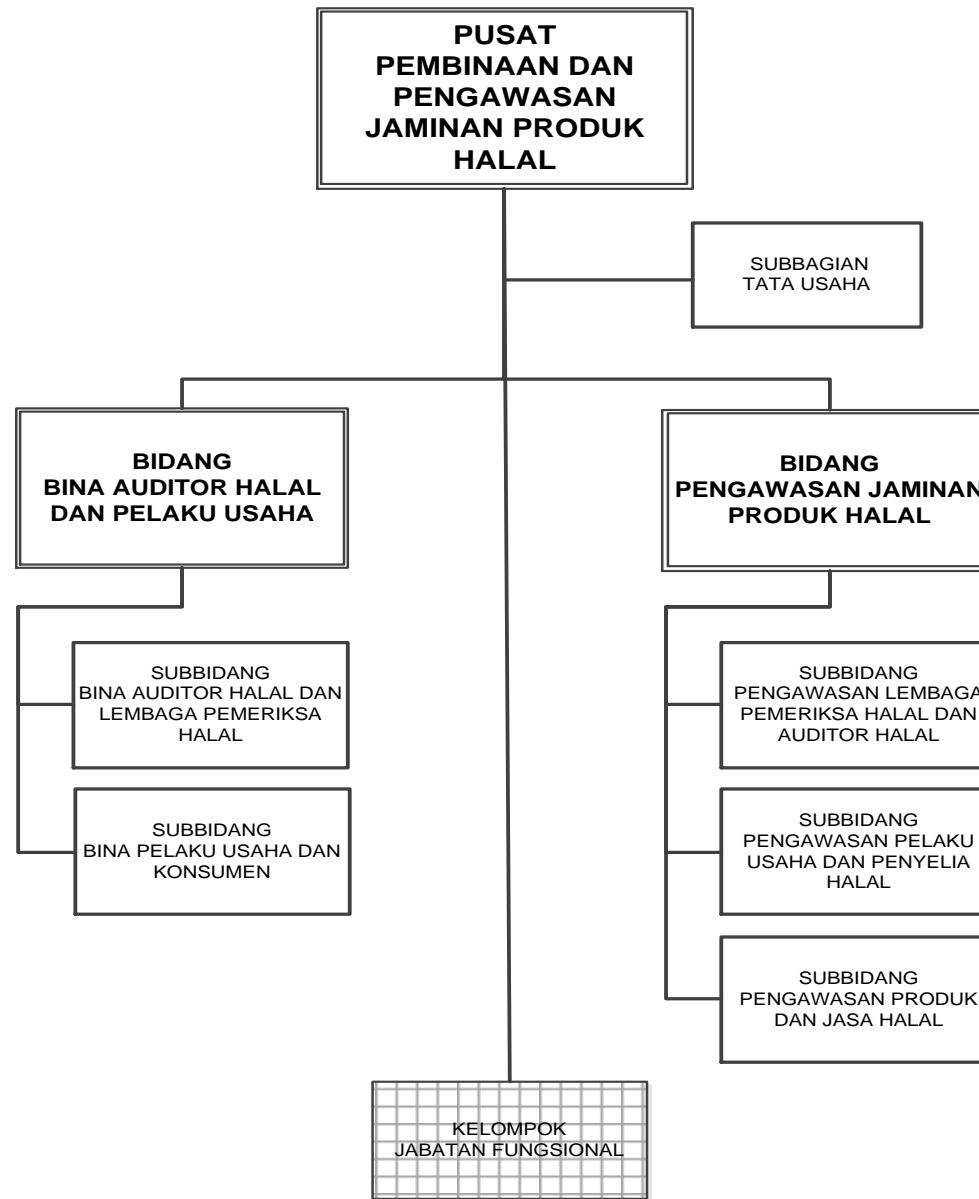 PUSAT
PEMBINAAN DAN
PENGAWASAN
JAMINAN PRODUK
HALAL
SUBBAGIAN
TATA USAHA
BIDANG
BINA AUDITOR HALAL
DAN PELAKU USAHA
BIDANG
PENGAWASAN JAMINAN
PRODUK HALAL
SUBBIDANG
BINA AUDITOR HALAL DAN
LEMBAGA PEMERIKSA
HALAL
SUBBIDANG
BINA PELAKU USAHA DAN
KONSUMEN
SUBBIDANG
PENGAWASAN LEMBAGA
PEMERIKSA HALAL DAN
AUDITOR HALAL
SUBBIDANG
PENGAWASAN PELAKU
USAHA DAN PENYELIA
HALAL
SUBBIDANG
PENGAWASAN PRODUK
DAN JASA HALAL
KELOMPOK
JABATAN FUNGSIONAL